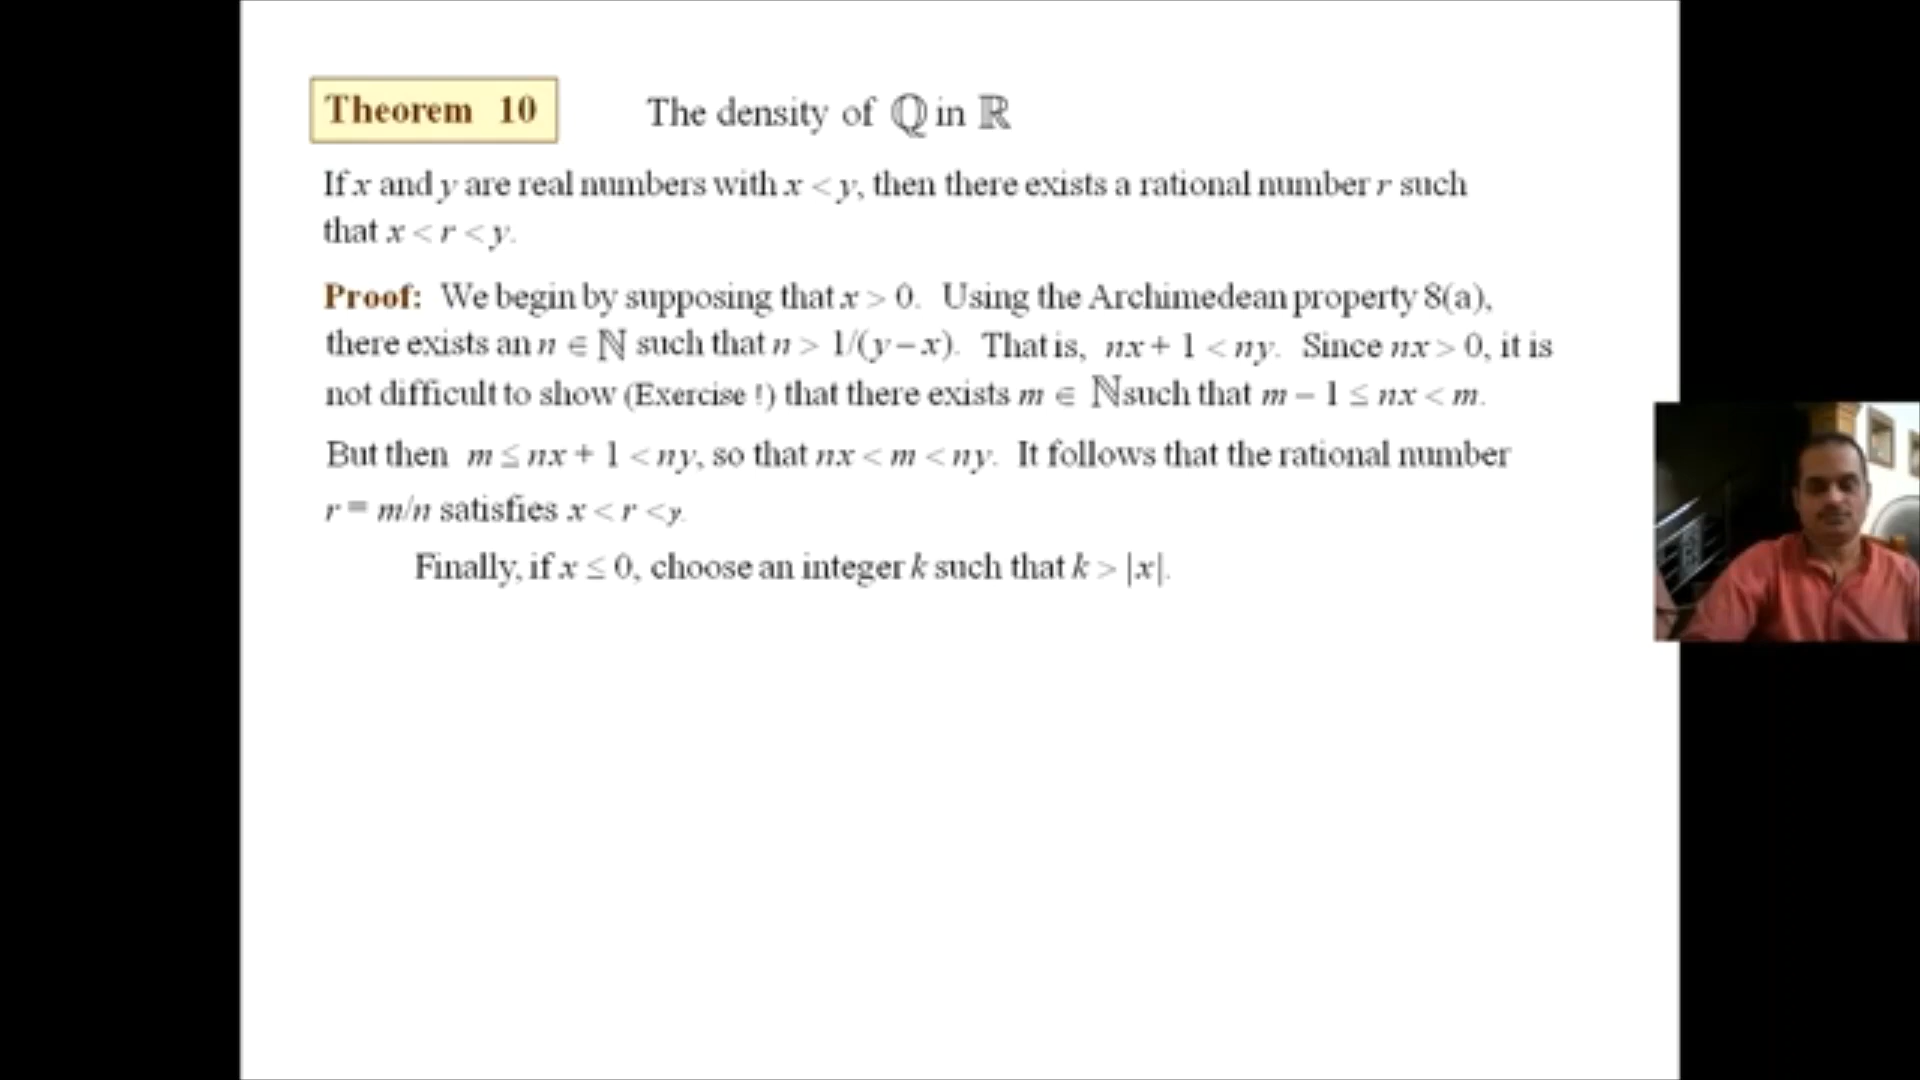 Theorem 10 The density of ℚ in ℝ
If x and y are real numbers with x < y, then there exists a rational number r such
that x < r < y.
Proof: We begin by supposing that x > 0. Using the Archimedean property 8(a),
there exists an n ∈ ℕ such that n > 1/(y – x). That is, nx + 1 < ny. Since nx > 0, it is
not difficult to show (Exercise !) that there exists m ∈ ℕ such that m – 1 ≤ nx < m.
But then m ≤ nx + 1 < ny, so that nx < m < ny. It follows that the rational number
r = m/n satisfies x < r < y.
Finally, if x ≤ 0, choose an integer k such that k > |x|.